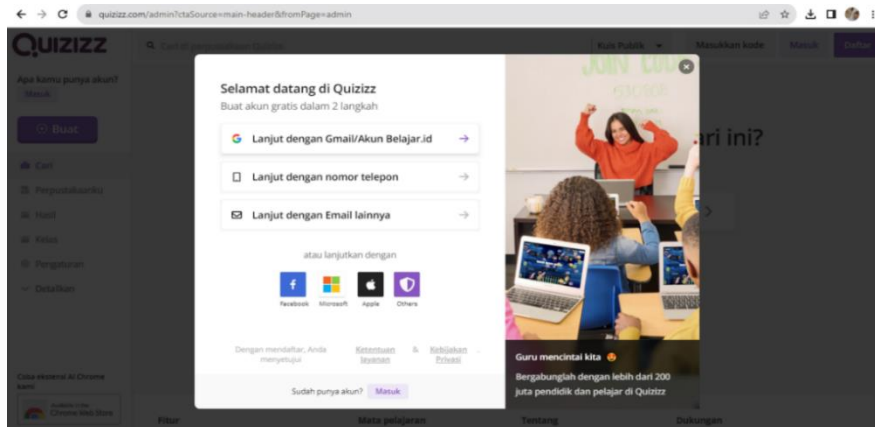 quizizz.com/admin?ctaSource=main-header&fromPage=admin
QUIZIZZ
Kuis Publik
Masukkan kode
Masuk
Daftar
Apa kamu punya akun?
Masuk
Buat
Cari
Perpustakaanku
Hasil
Kelas
Pengaturan
Detailkan
Coba ekstensi AI Chrome
kami
Chrome Web Store
Selamat datang di Quizizz
Buat akun gratis dalam 2 langkah
Lanjut dengan Gmail/Akun Belajar.id
Lanjut dengan nomor telepon
Lanjut dengan Email lainnya
atau lanjutkan dengan
Facebook Microsoft Apple Others
Dengan mendaftar, Anda menyetujui Ketentuan layanan & Kebijakan Privasi .
Sudah punya akun? Masuk
JOIN CODE
Guru mencintai kita 🤩
Bergabunglah dengan lebih dari 200
juta pendidik dan pelajar di Quizizz
ari ini?
Fitur
Mata pelajaran
Tentang
Dukungan